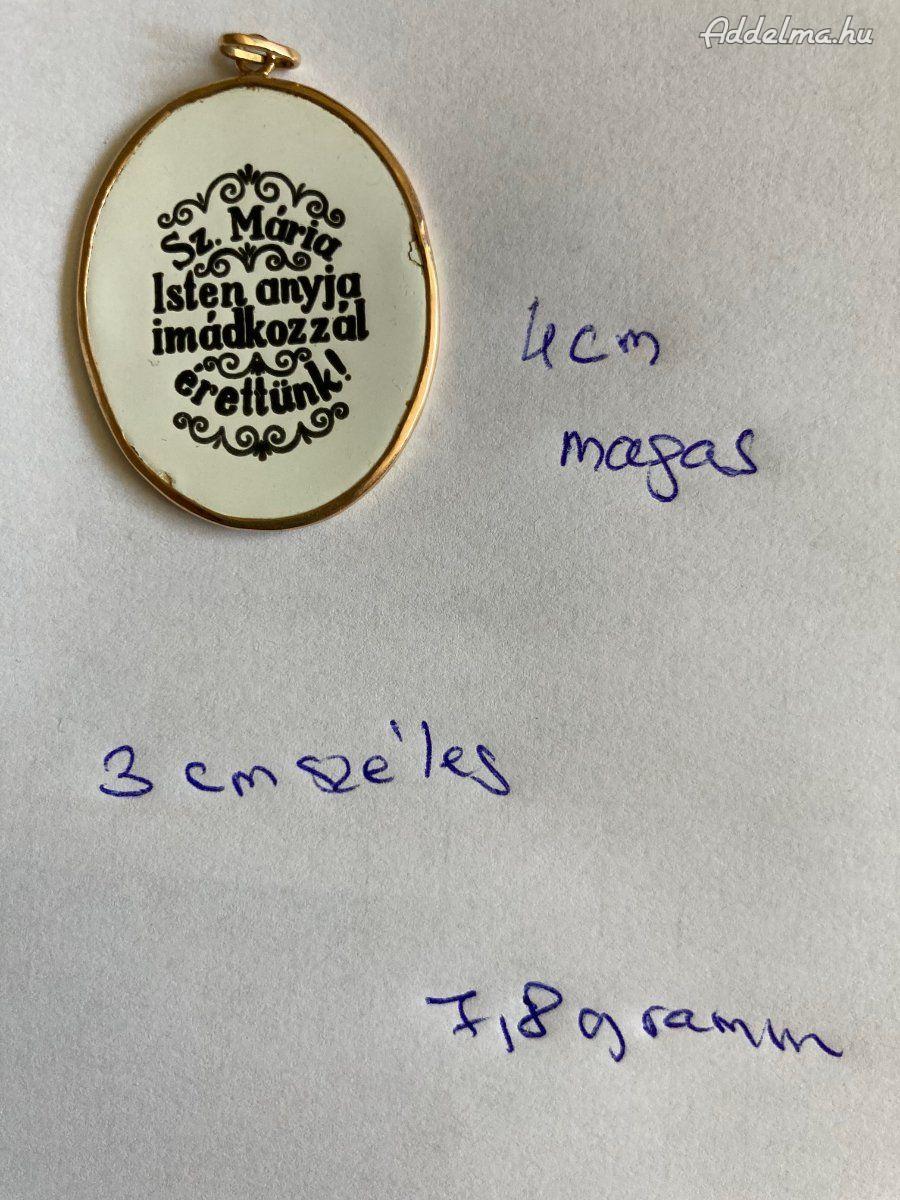 Addelma.hu
Sz. Mária
Isten anyja
imádkozzál
érettünk!
4cm
magas
3 cm széles
7,8 gramm